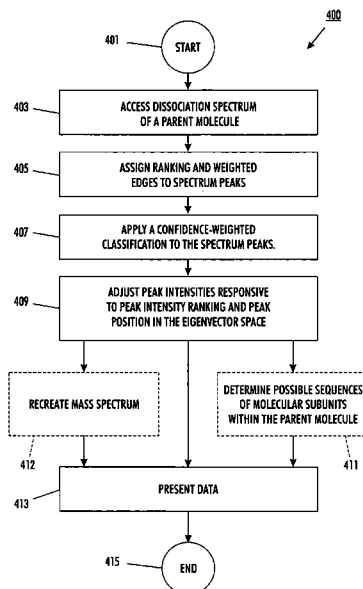 400
401
START
403
ACCESS DISSOCIATION SPECTRUM
OF A PARENT MOLECULE
405
ASSIGN RANKING AND WEIGHTED
EDGES TO SPECTRUM PEAKS
407
APPLY A CONFIDENCE-WEIGHTED
CLASSIFICATION TO THE SPECTRUM PEAKS.
409
ADJUST PEAK INTENSITIES RESPONSIVE
TO PEAK INTENSITY RANKING AND PEAK
POSITION IN THE EIGENVECTOR SPACE
RECREATE MASS SPECTRUM
412
DETERMINE POSSIBLE SEQUENCES
OF MOLECULAR SUBUNITS
WITHIN THE PARENT MOLECULE
411
PRESENT DATA
413
415
END